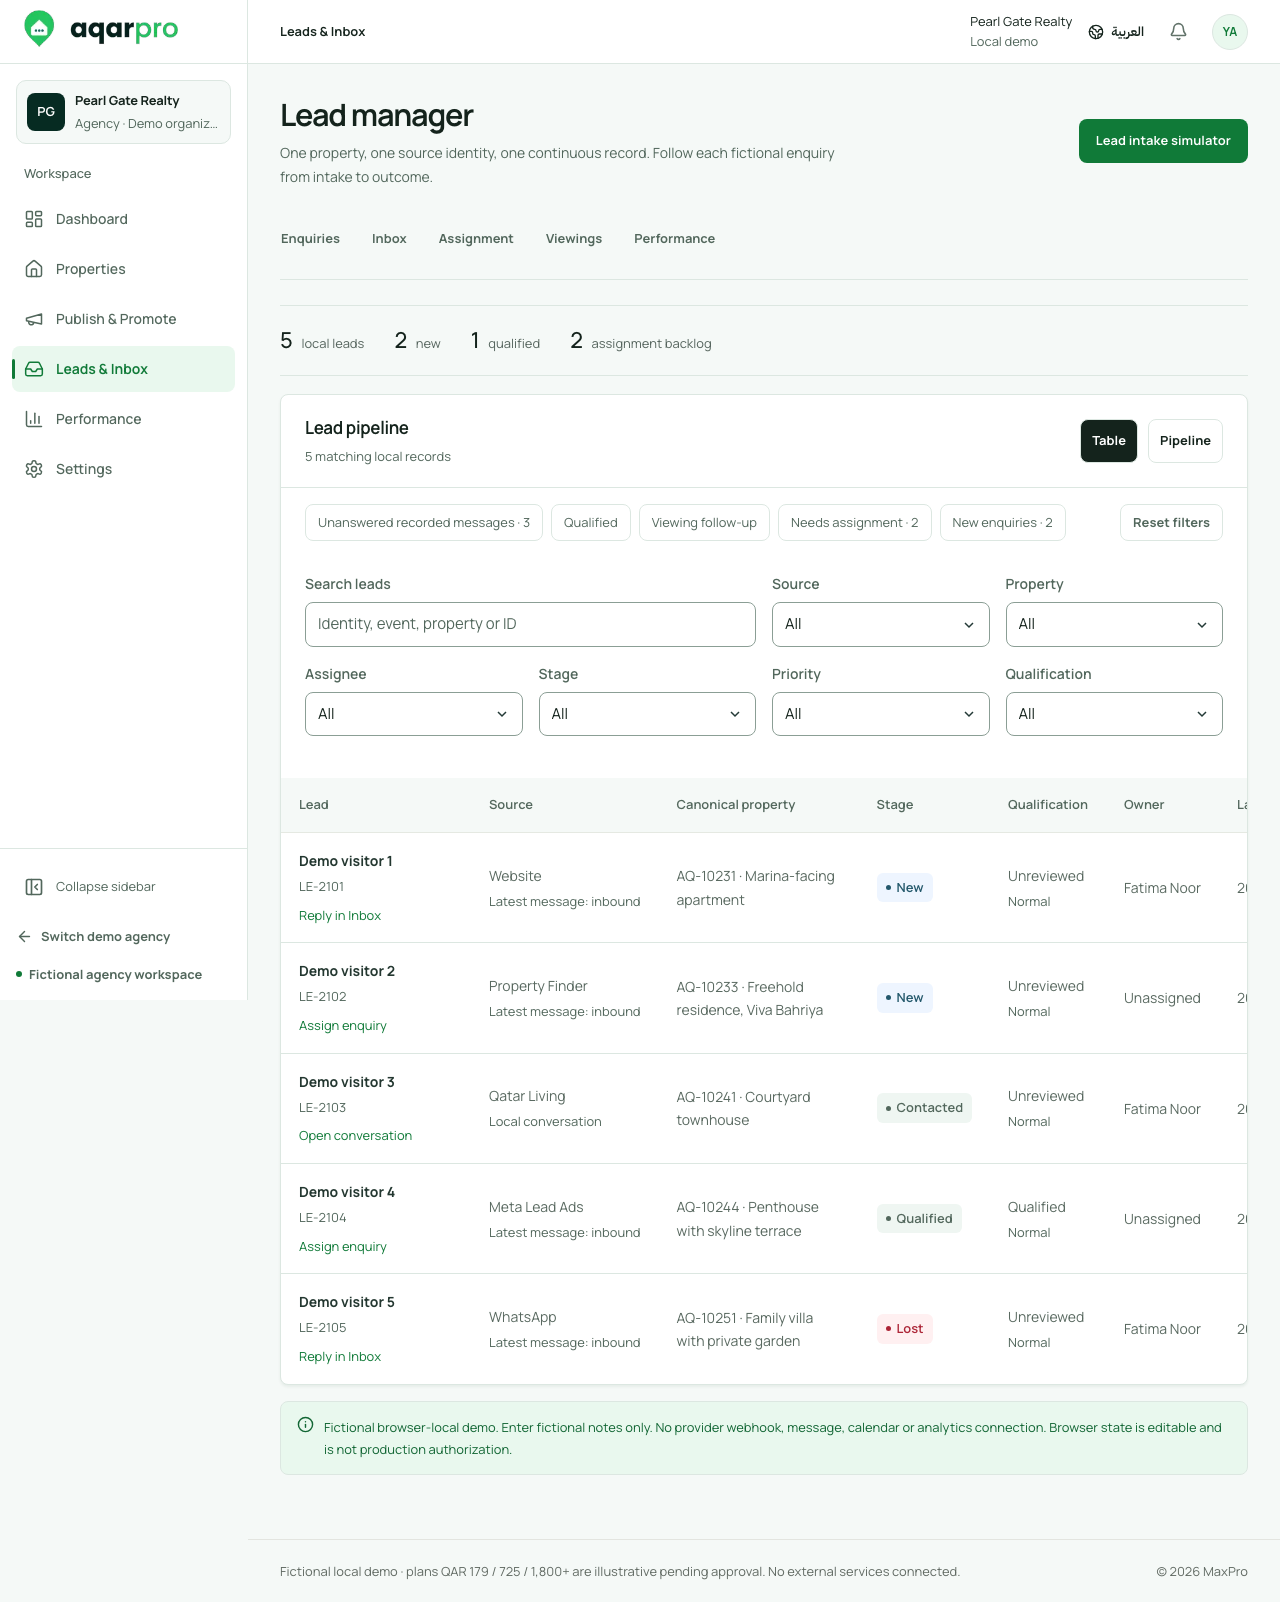 aqarpro
Leads & Inbox
Pearl Gate Realty
Local demo
العربية
YA
PG
Pearl Gate Realty
Agency · Demo organiz...
Workspace
Dashboard
Properties
Publish & Promote
Leads & Inbox
Performance
Settings
Collapse sidebar
Switch demo agency
Fictional agency workspace
Lead manager
One property, one source identity, one continuous record. Follow each fictional enquiry
from intake to outcome.
Lead intake simulator
Enquiries Inbox Assignment Viewings Performance
5 local leads 2 new 1 qualified 2 assignment backlog
Lead pipeline
5 matching local records
Table Pipeline
Unanswered recorded messages · 3 Qualified Viewing follow-up Needs assignment · 2 New enquiries · 2 Reset filters
Search leads Source Property
Identity, event, property or ID All All
Assignee Stage Priority Qualification
All All All All
Lead Source Canonical property Stage Qualification Owner
Demo visitor 1
LE-2101
Reply in Inbox
Website
Latest message: inbound
AQ-10231 · Marina-facing
apartment
New
Unreviewed
Normal
Fatima Noor
Demo visitor 2
LE-2102
Assign enquiry
Property Finder
Latest message: inbound
AQ-10233 · Freehold
residence, Viva Bahriya
New
Unreviewed
Normal
Unassigned
Demo visitor 3
LE-2103
Open conversation
Qatar Living
Local conversation
AQ-10241 · Courtyard
townhouse
Contacted
Unreviewed
Normal
Fatima Noor
Demo visitor 4
LE-2104
Assign enquiry
Meta Lead Ads
Latest message: inbound
AQ-10244 · Penthouse
with skyline terrace
Qualified
Qualified
Normal
Unassigned
Demo visitor 5
LE-2105
Reply in Inbox
WhatsApp
Latest message: inbound
AQ-10251 · Family villa
with private garden
Lost
Unreviewed
Normal
Fatima Noor
Fictional browser-local demo. Enter fictional notes only. No provider webhook, message, calendar or analytics connection. Browser state is editable and
is not production authorization.
Fictional local demo · plans QAR 179 / 725 / 1,800+ are illustrative pending approval. No external services connected.
© 2026 MaxPro